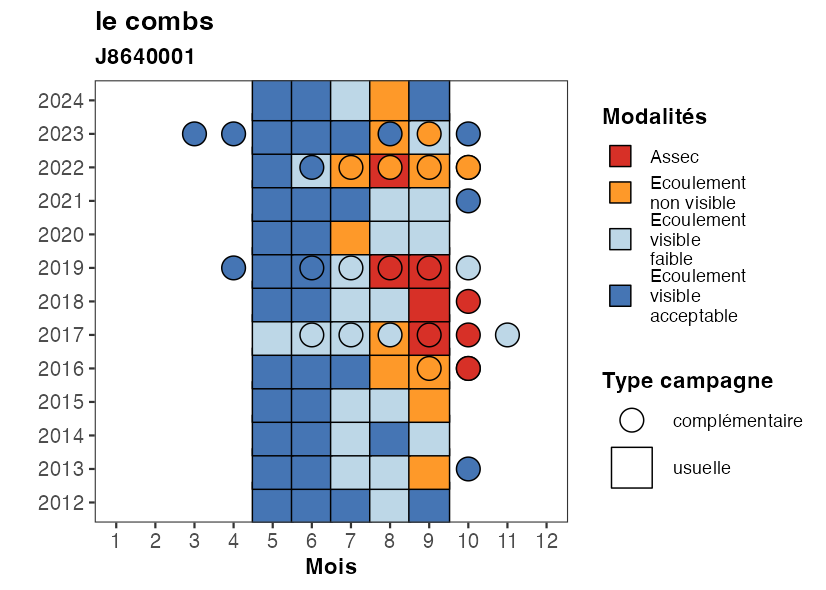 le combs
J8640001
2024
2023
2022
2021
2020
2019
2018
2017
2016
2015
2014
2013
2012
1 2 3 4 5 6 7 8 9 10 11 12
Mois
Modalités
Assec
Ecoulement
non visible
Ecoulement
visible
faible
Ecoulement
visible
acceptable
Type campagne
complémentaire
usuelle